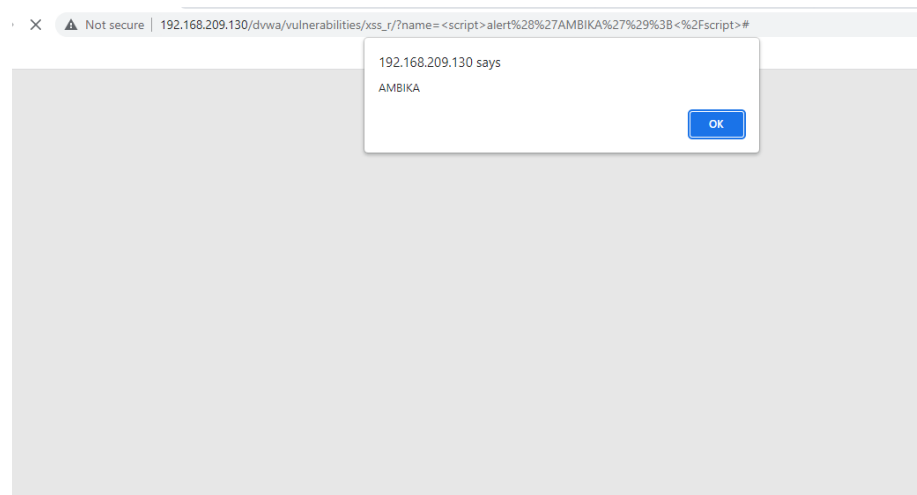 Not secure | 192.168.209.130/dvwa/vulnerabilities/xss_r/?name=<script>alert%28%27AMBIKA%27%29%3B<%2Fscript>#
192.168.209.130 says
AMBIKA
OK